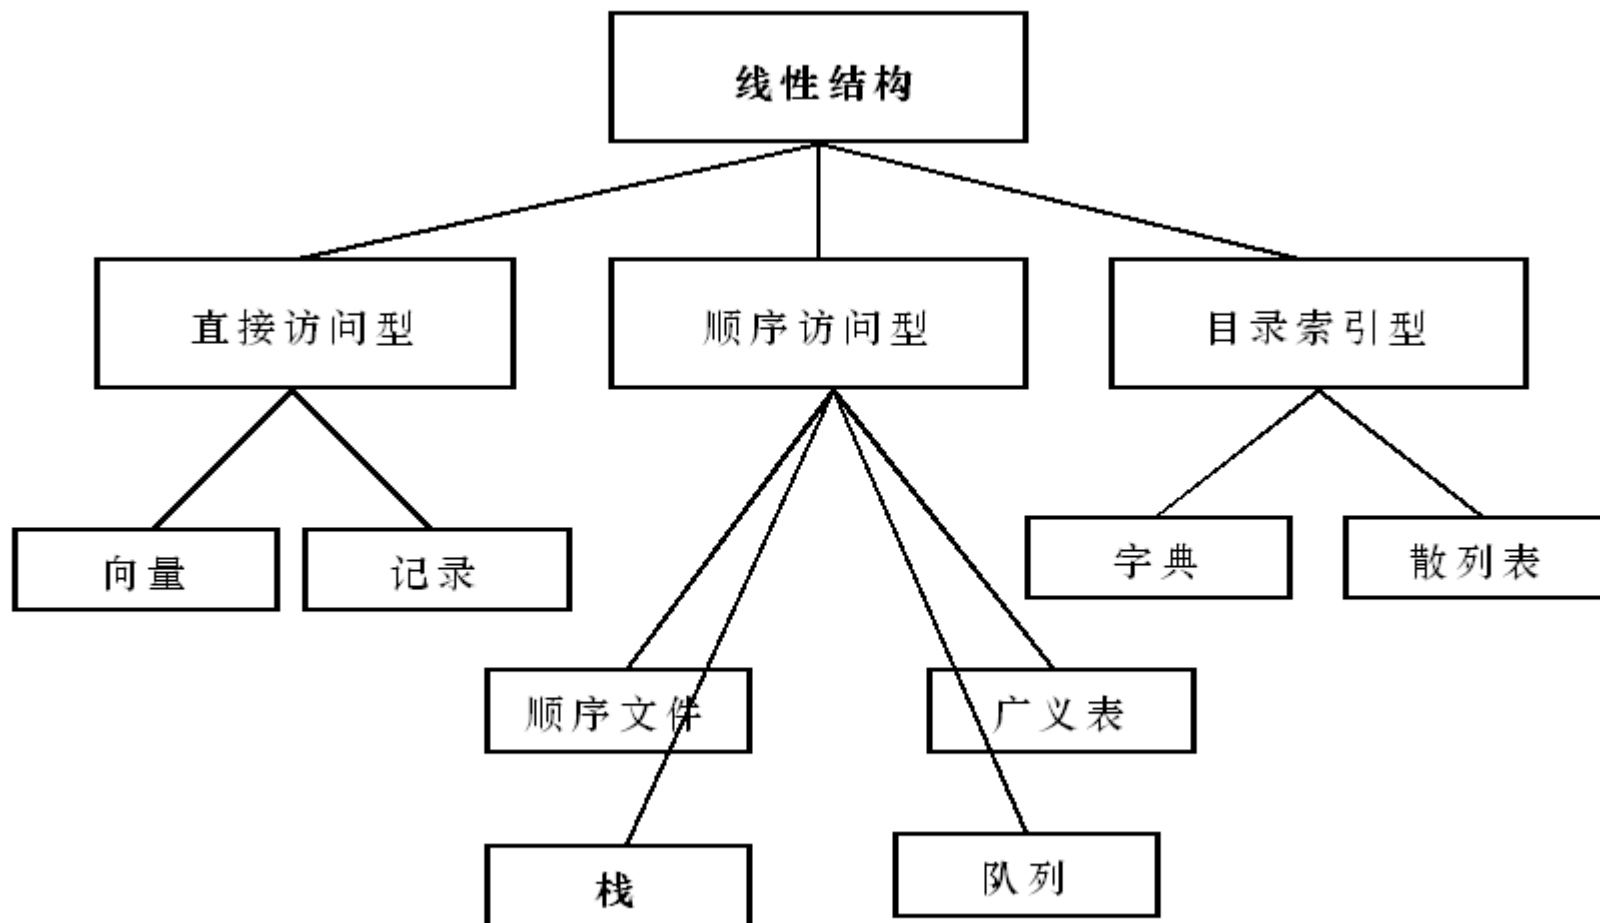 线性结构
直接访问型
顺序访问型
目录索引型
向量
记录
字典
散列表
顺序文件
广义表
栈
队列